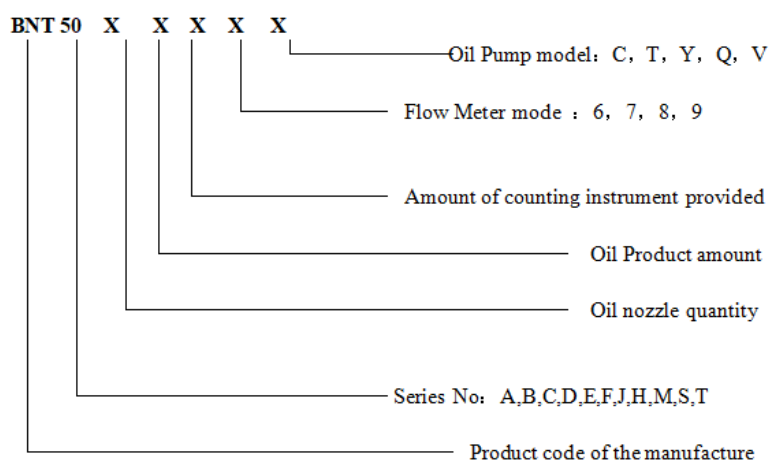 BNT 50 X X X X X
Oil Pump model：C，T，Y，Q，V
Flow Meter mode ：6，7，8，9
Amount of counting instrument provided
Oil Product amount
Oil nozzle quantity
Series No：A,B,C,D,E,F,J,H,M,S,T
Product code of the manufacture